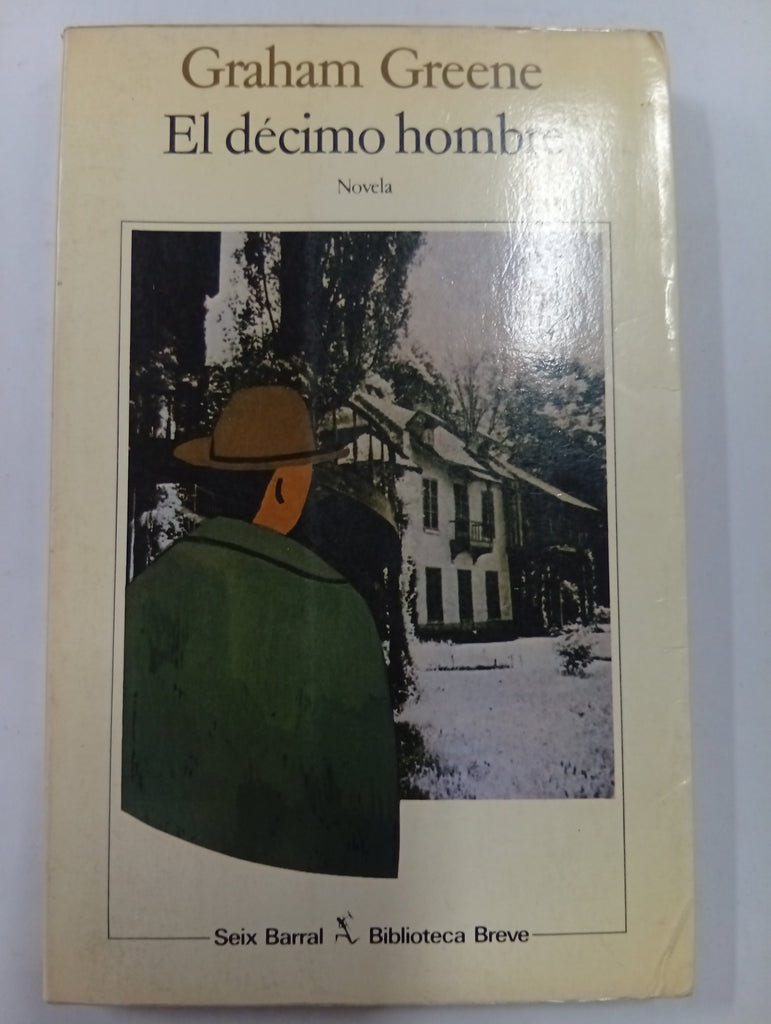 Graham Greene
El décimo hombre
Novela
Seix Barral Biblioteca Breve